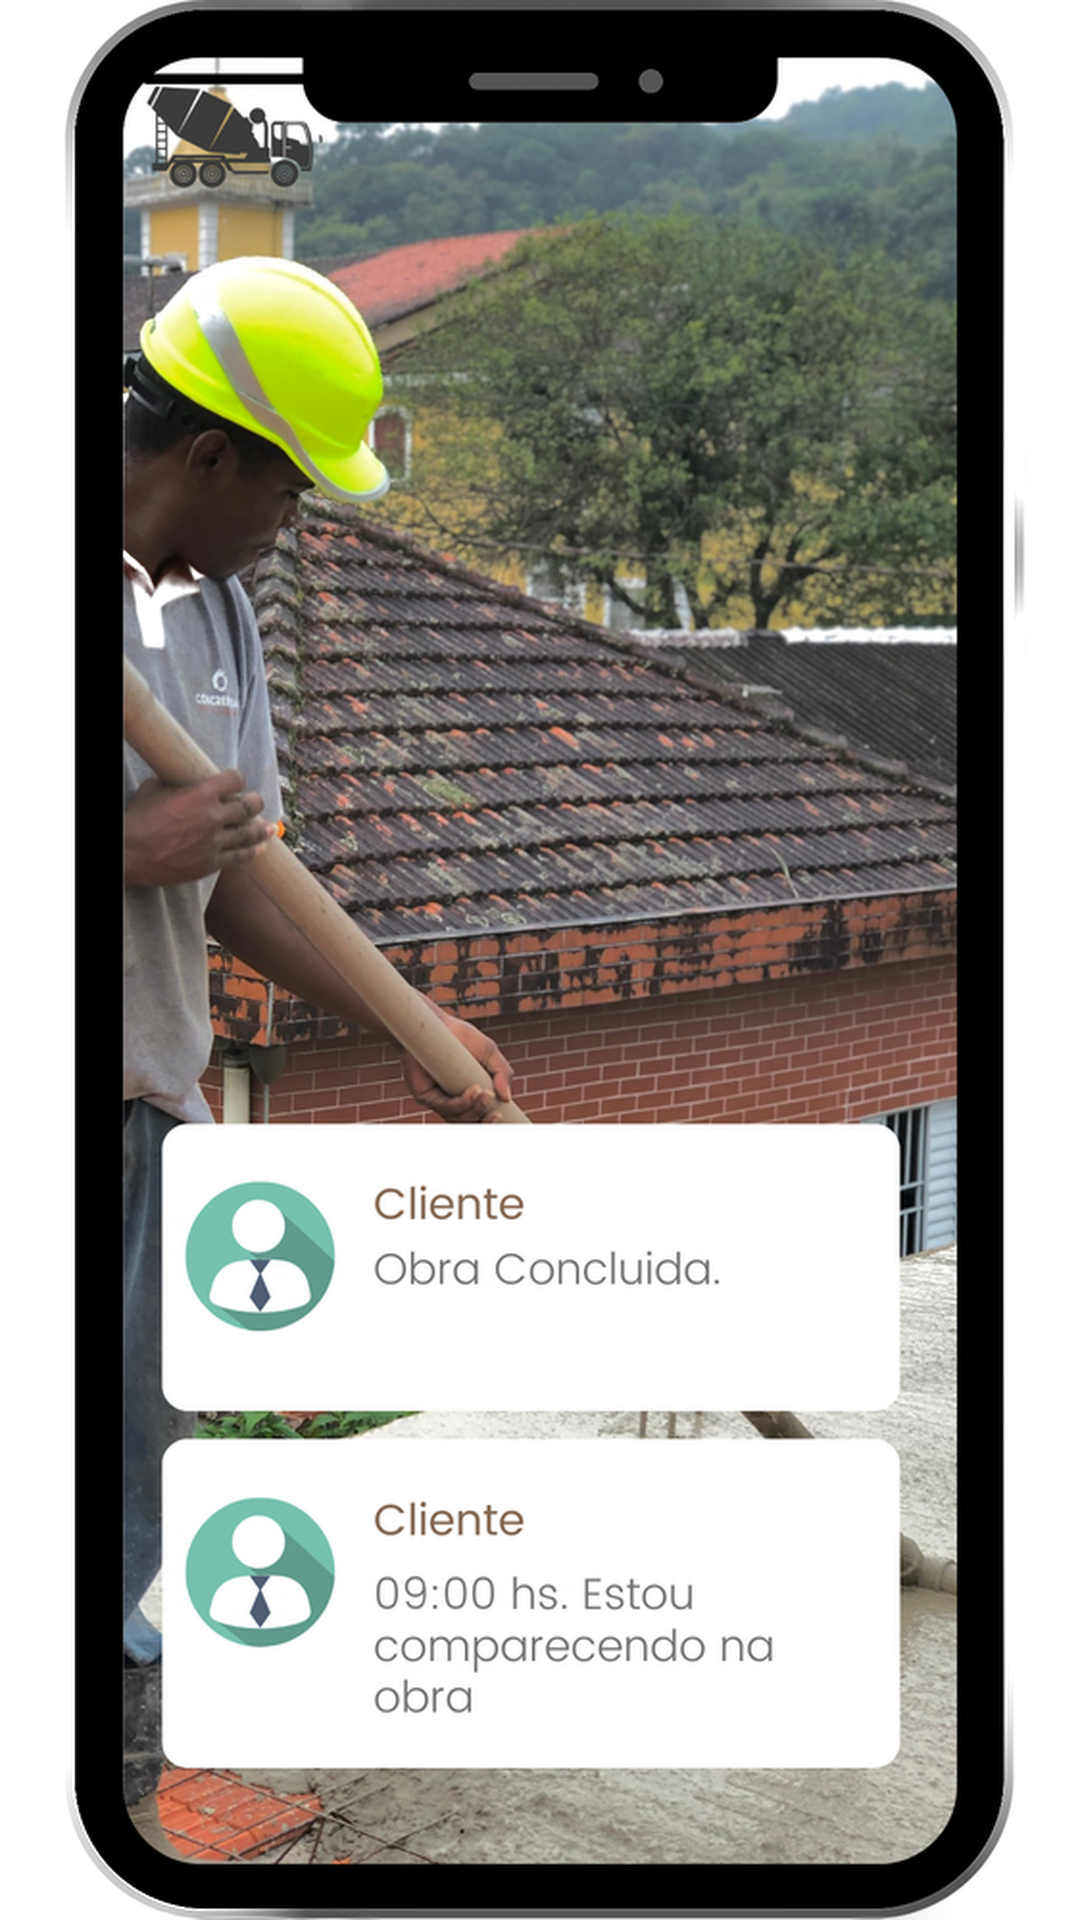 Cliente
Obra Concluida.
Cliente
09:00 hs. Estou
comparecendo na
obra